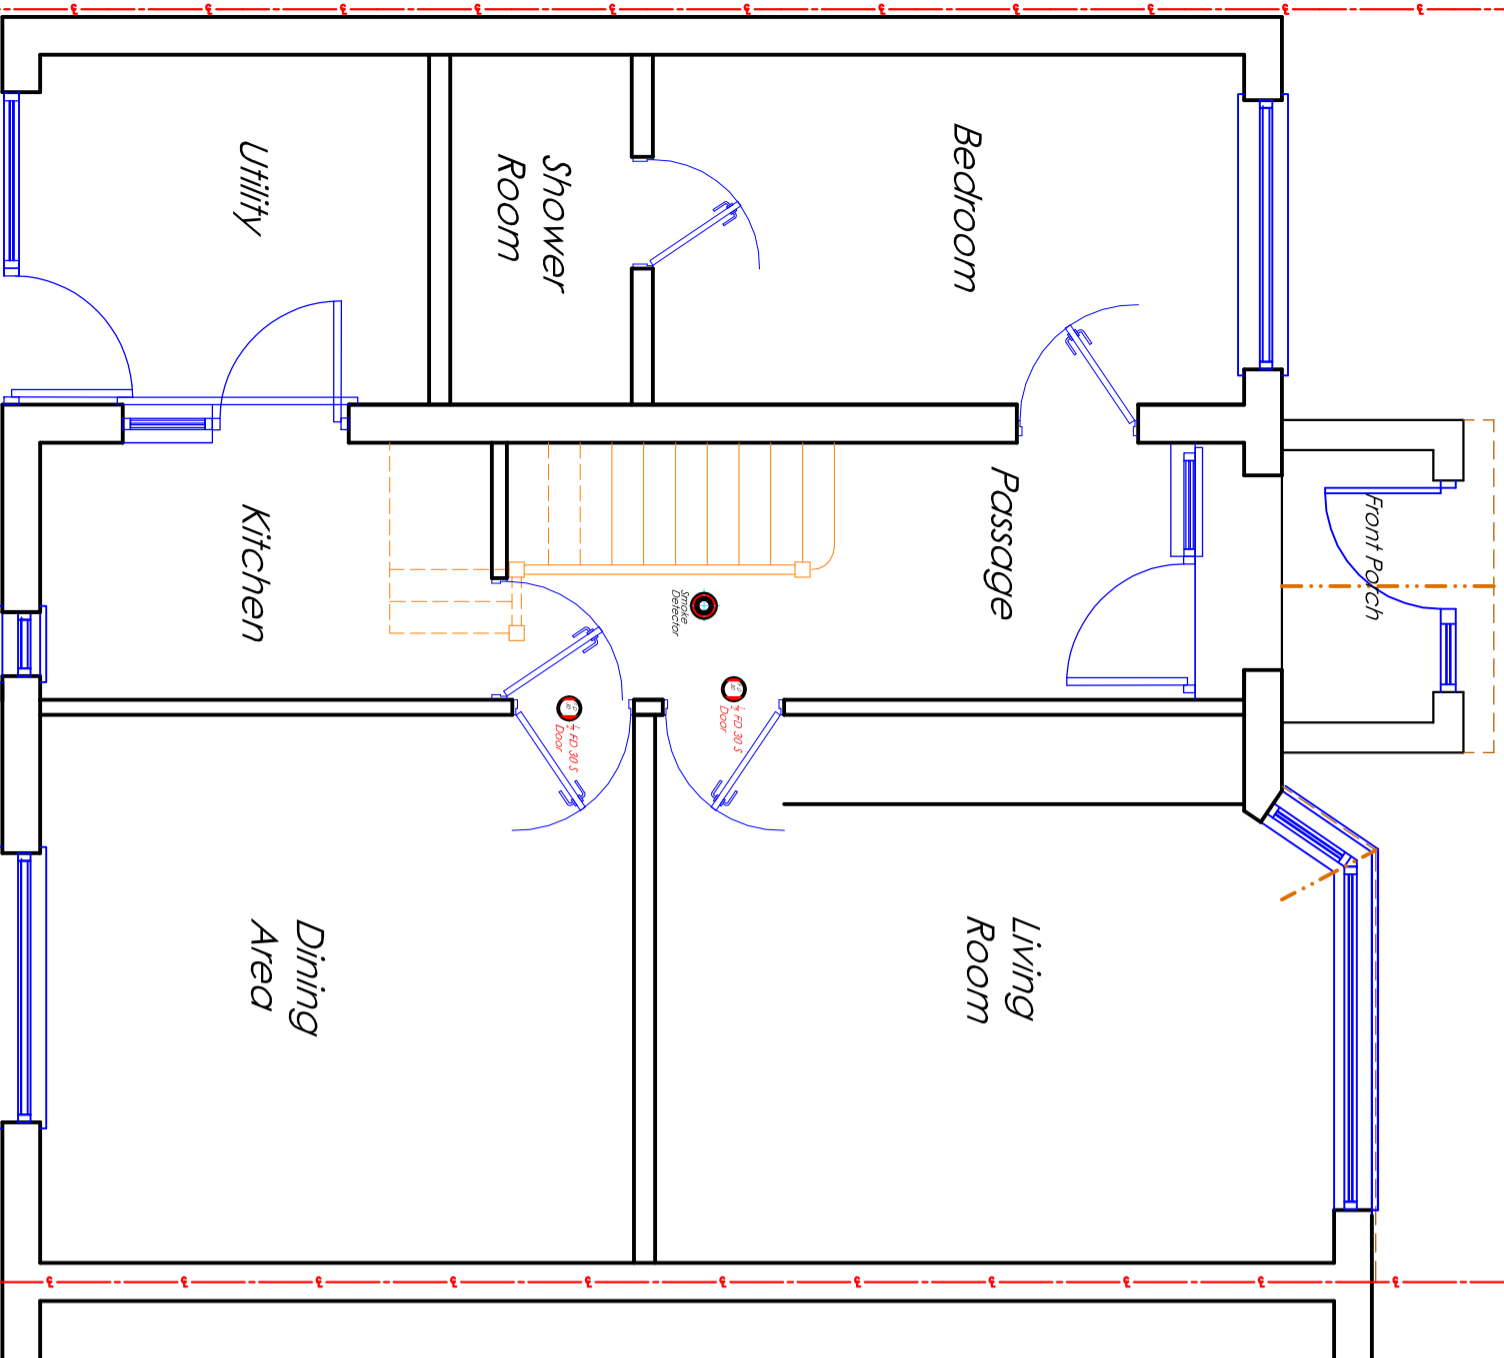 Utility
Shower
Room
Bedroom
Kitchen
Passage
Front Porch
Smoke
Detector
½ FD 30 S
Door
½ FD 30 S
Door
Dining
Area
Living
Room